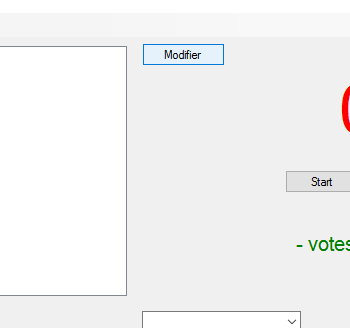 Modifier
Start
- votes